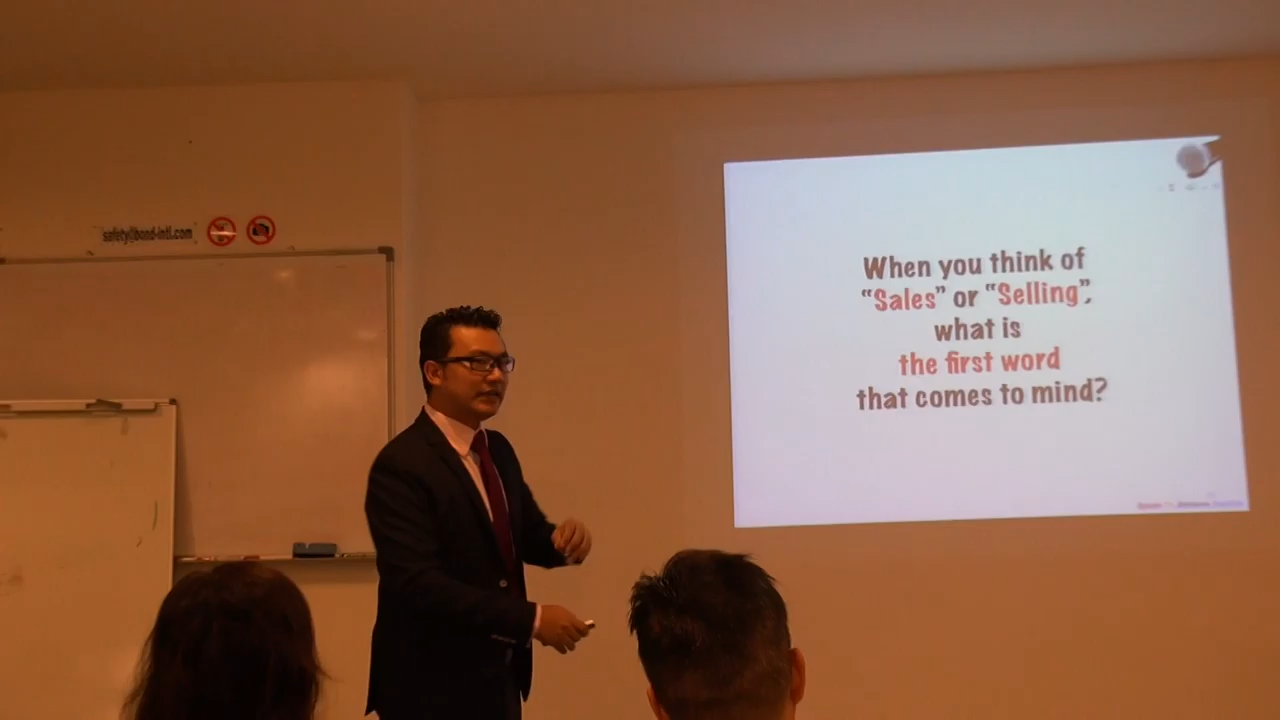 safety@bond-intl.com
When you think of
“Sales” or “Selling”,
what is
the first word
that comes to mind?